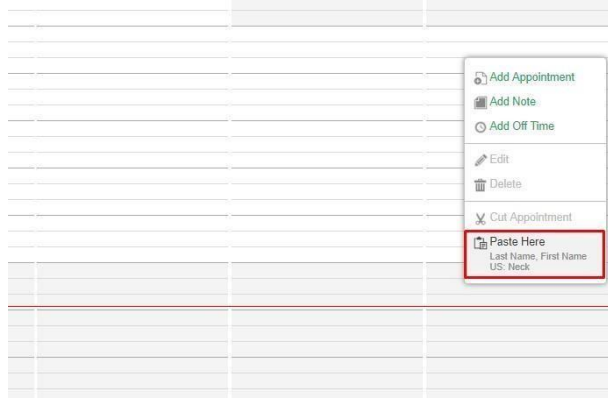 Add Appointment
Add Note
Add Off Time
Edit
Delete
Cut Appointment
Paste Here
Last Name, First Name
US: Neck